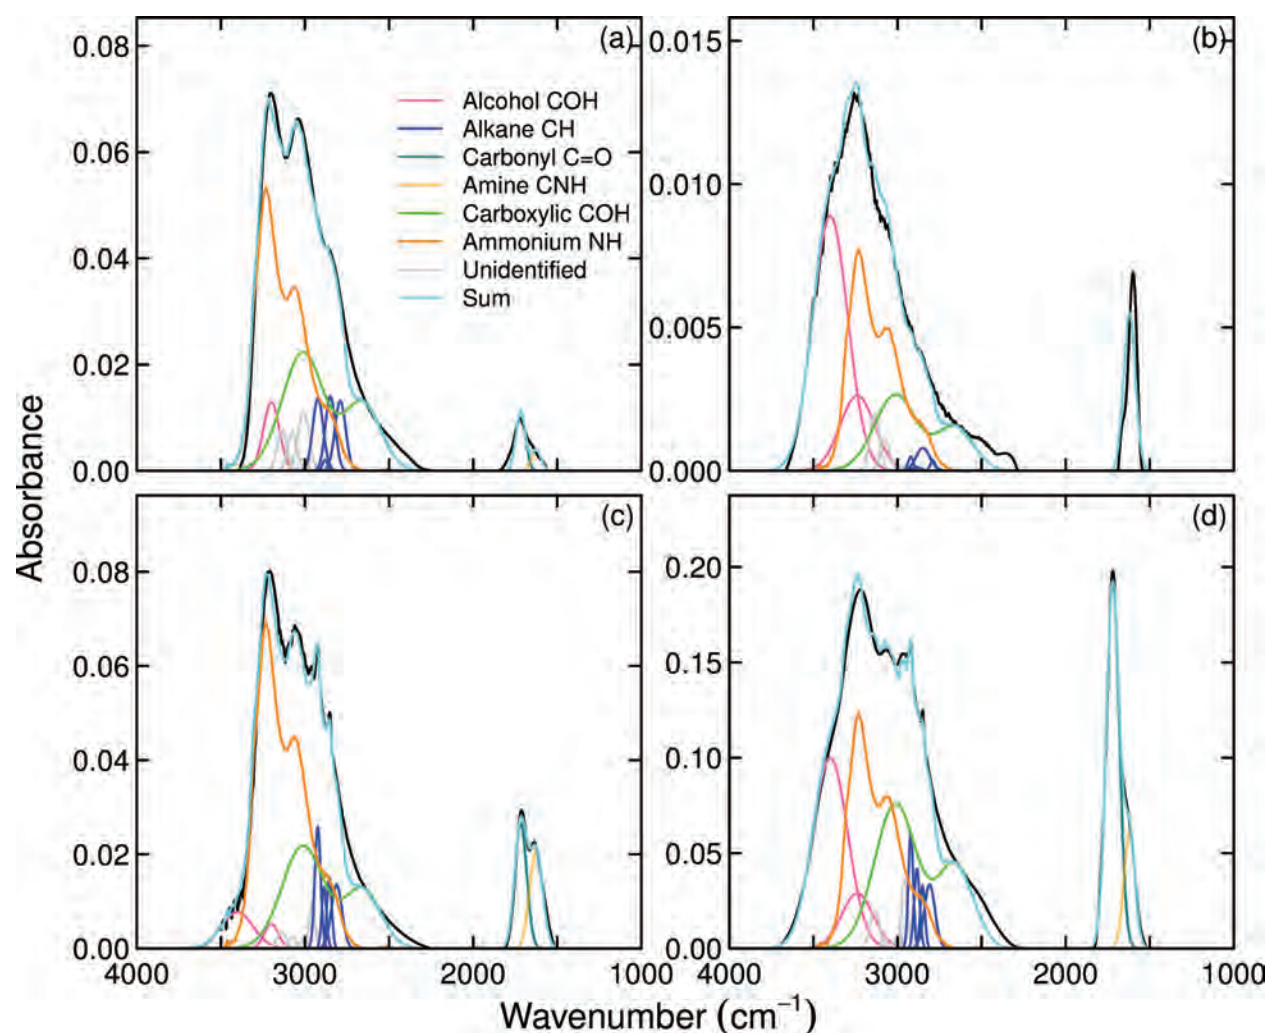 (a)
0.08
0.06
0.04
0.02
0.00
Alcohol COH
Alkane CH
Carbonyl C=O
Amine CNH
Carboxylic COH
Ammonium NH
Unidentified
Sum
(b)
0.015
0.010
0.005
0.000
(c)
0.08
0.06
0.04
0.02
0.00
4000 3000 2000 1000
(d)
0.20
0.15
0.10
0.05
0.00
4000 3000 2000 1000
Absorbance
Wavenumber (cm⁻¹)